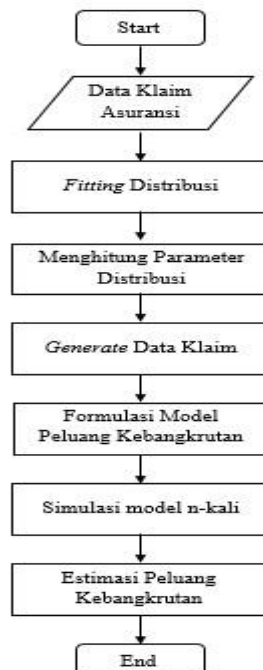 Start
Data Klaim
Asuransi
Fitting Distribusi
Menghitung Parameter
Distribusi
Generate Data Klaim
Formulasi Model
Peluang Kebangkrutan
Simulasi model n-kali
Estimasi Peluang
Kebangkrutan
End